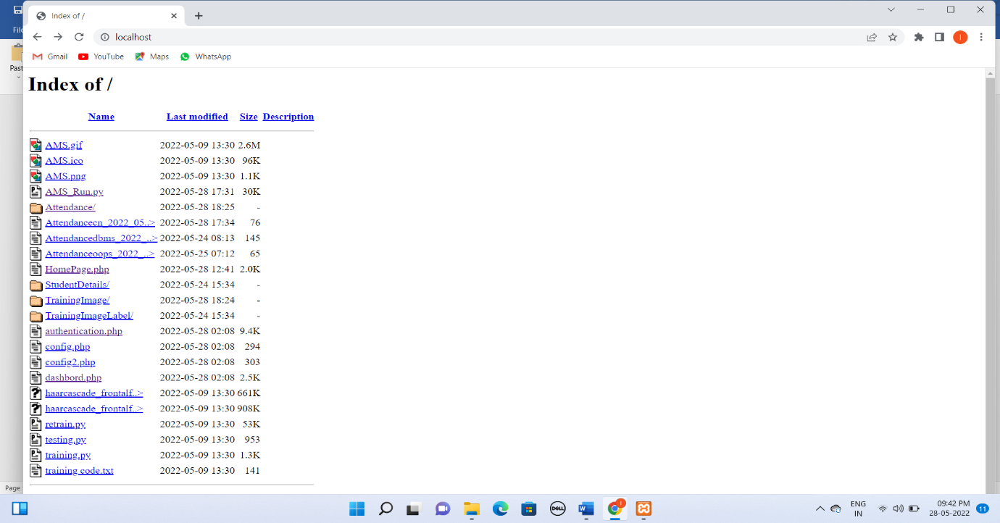 Index of /
File
localhost
Gmail YouTube Maps WhatsApp
Past
Index of /
Name Last modified Size Description
AMS.gif 2022-05-09 13:30 2.6M
AMS.ico 2022-05-09 13:30 96K
AMS.png 2022-05-09 13:30 1.1K
AMS_Run.py 2022-05-28 17:31 30K
Attendance/ 2022-05-28 18:25 -
Attendancecn_2022_05..> 2022-05-28 17:34 76
Attendancedbms_2022_..> 2022-05-24 08:13 145
Attendanceoops_2022_..> 2022-05-25 07:12 65
HomePage.php 2022-05-28 12:41 2.0K
StudentDetails/ 2022-05-24 15:34 -
TrainingImage/ 2022-05-28 18:24 -
TrainingImageLabel/ 2022-05-24 15:34 -
authentication.php 2022-05-28 02:08 9.4K
config.php 2022-05-28 02:08 294
config2.php 2022-05-28 02:08 303
dashbord.php 2022-05-28 02:08 2.5K
haarcascade_frontalf..> 2022-05-09 13:30 661K
haarcascade_frontalf..> 2022-05-09 13:30 908K
retrain.py 2022-05-09 13:30 53K
testing.py 2022-05-09 13:30 953
training.py 2022-05-09 13:30 1.3K
training code.txt 2022-05-09 13:30 141
Page
ENG 09:42 PM
IN 28-05-2022 11
DELL